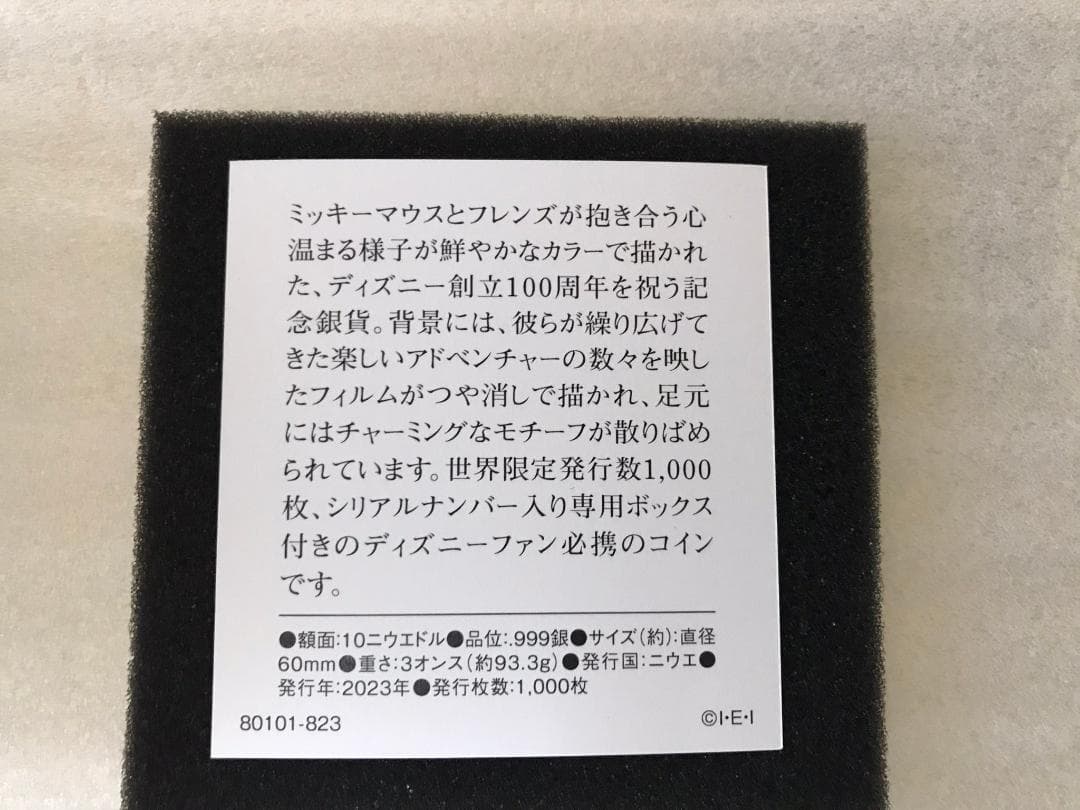 ミッキーマウスとフレンズが抱き合う心
温まる様子が鮮やかなカラーで描かれ
た、ディズニー創立100周年を祝う記
念銀貨。背景には、彼らが繰り広げて
きた楽しいアドベンチャーの数々を映し
たフィルムがつや消しで描かれ、足元
にはチャーミングなモチーフが散りばめ
られています。世界限定発行数1,000
枚、シリアルナンバー入り専用ボックス
付きのディズニーファン必携のコイン
です。
●額面:10ニウエドル●品位:.999銀●サイズ(約):直径
60mm●重さ:3オンス(約93.3g)●発行国:ニウエ●
発行年:2023年●発行枚数:1,000枚
80101-823
©I・E・I